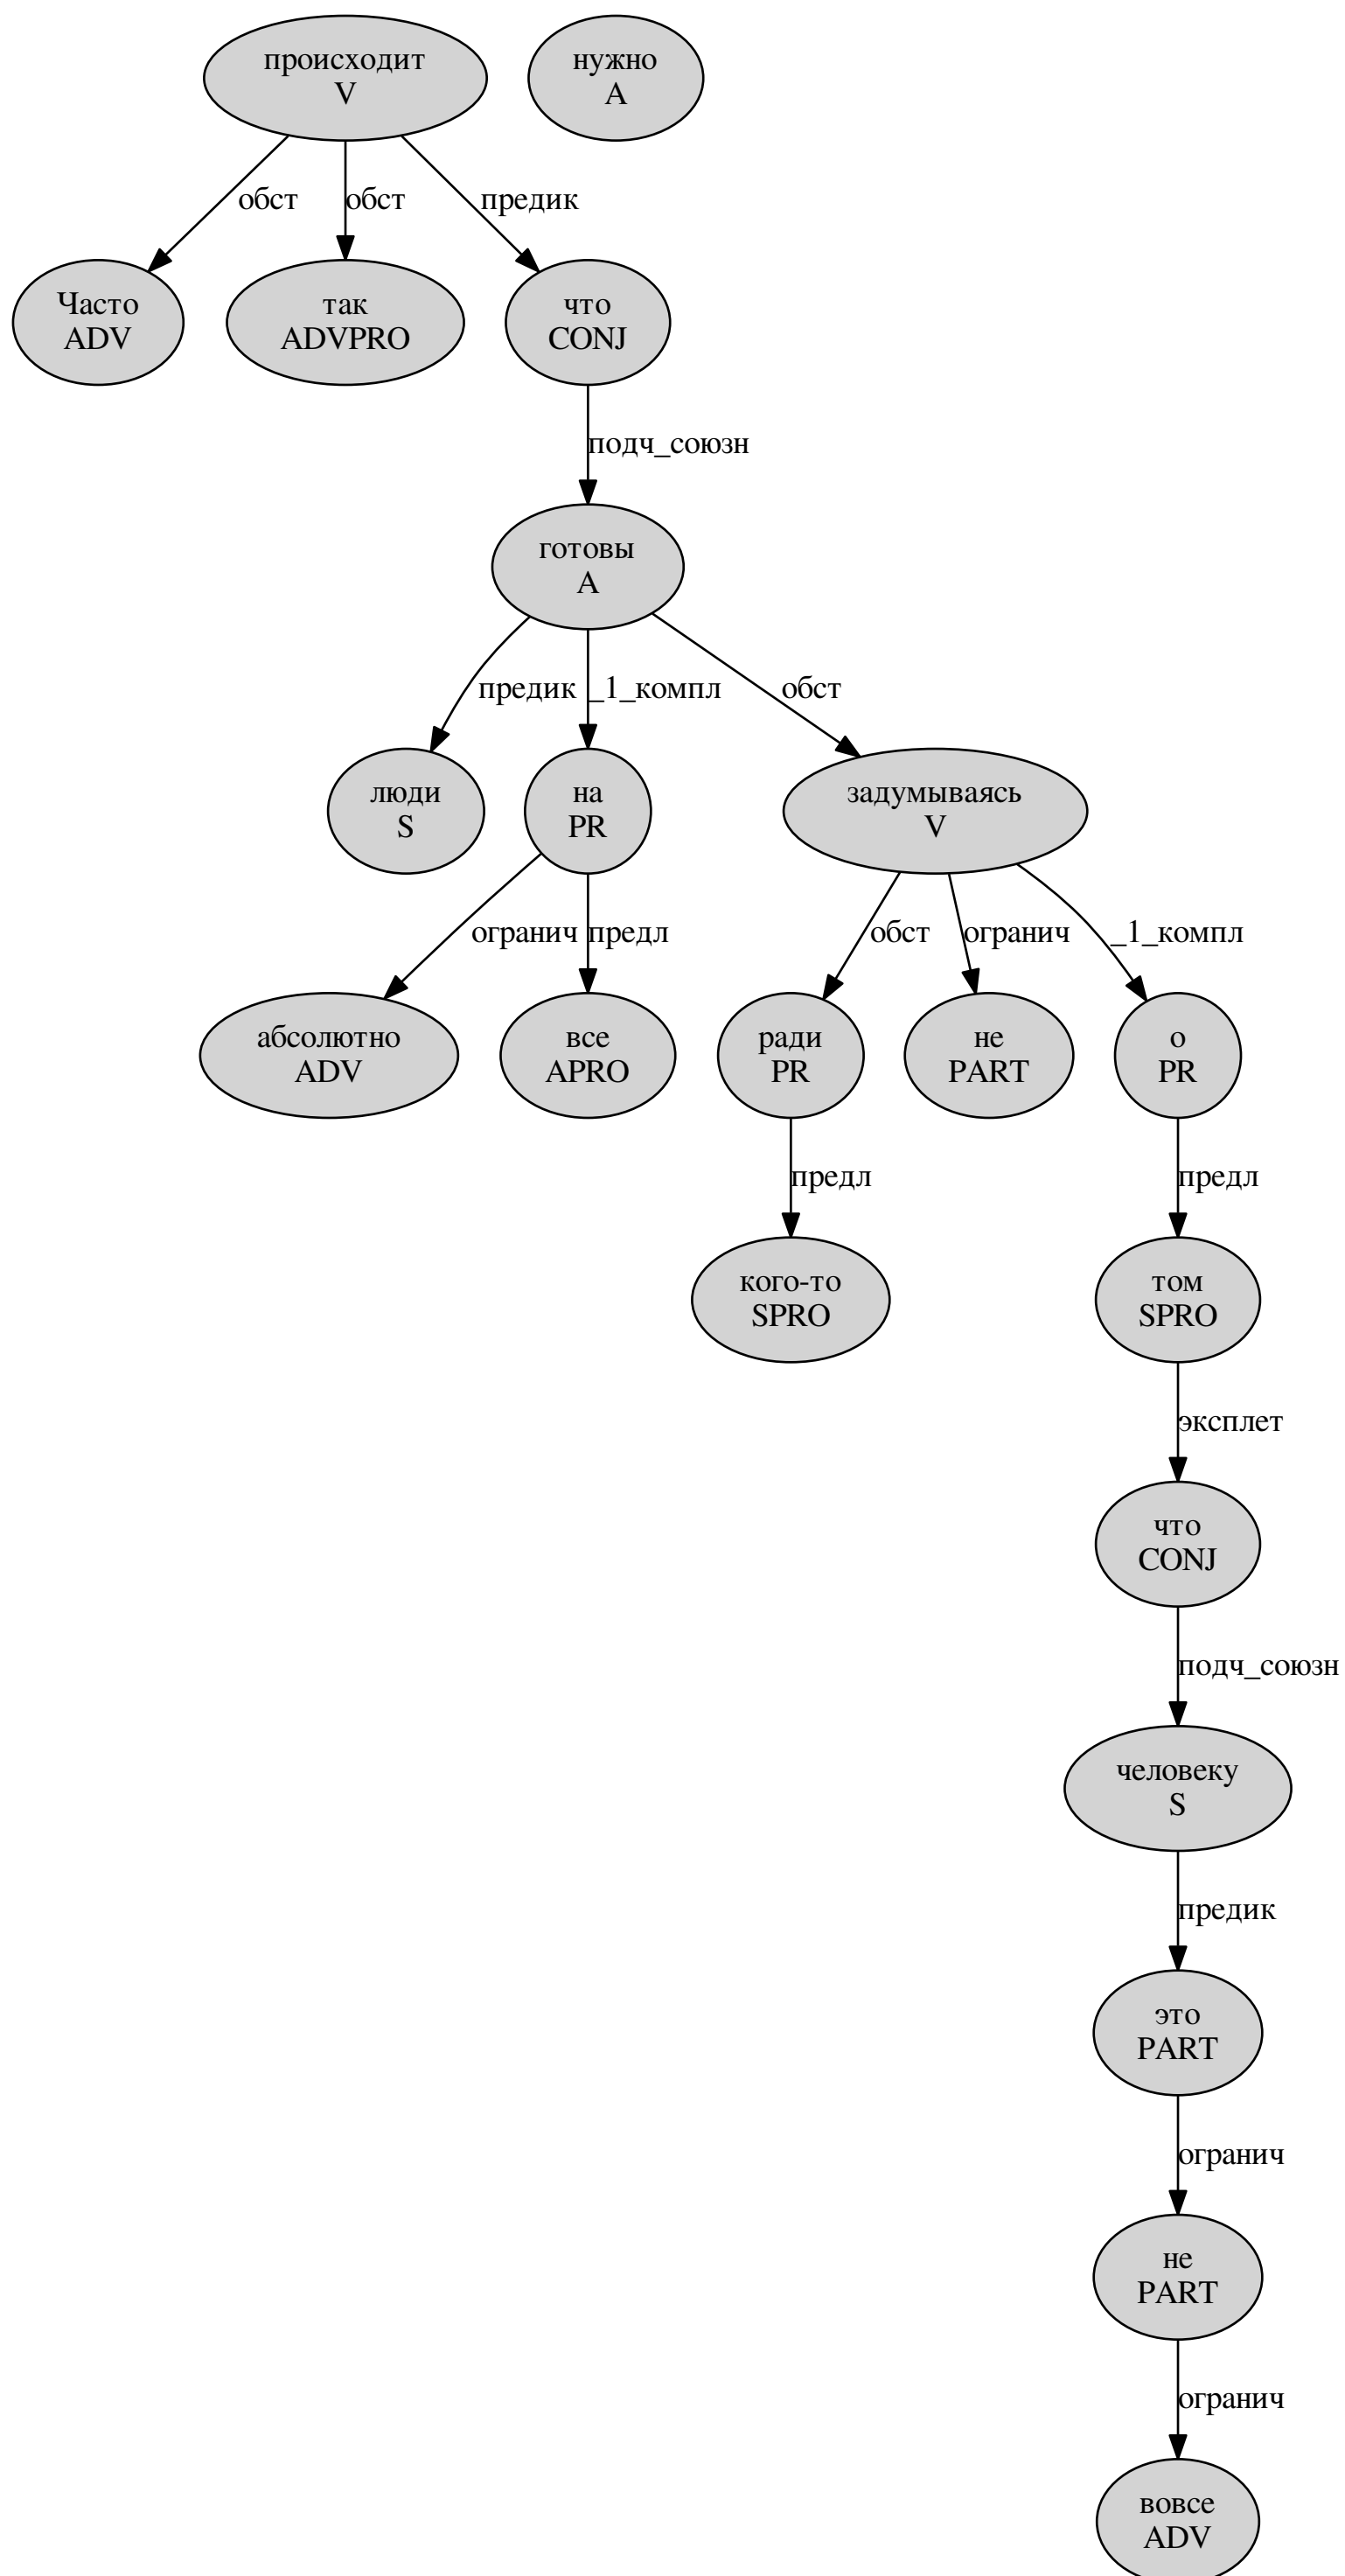 происходит
V
нужно
A
обст
обст
предик
Часто
ADV
так
ADVPRO
что
CONJ
подч_союзн
готовы
A
предик
_1_компл
обст
люди
S
на
PR
задумываясь
V
огранич
предл
обст
огранич
_1_компл
абсолютно
ADV
все
APRO
ради
PR
не
PART
о
PR
предл
предл
кого-то
SPRO
том
SPRO
эксплет
что
CONJ
подч_союзн
человеку
S
предик
это
PART
огранич
не
PART
огранич
вовсе
ADV